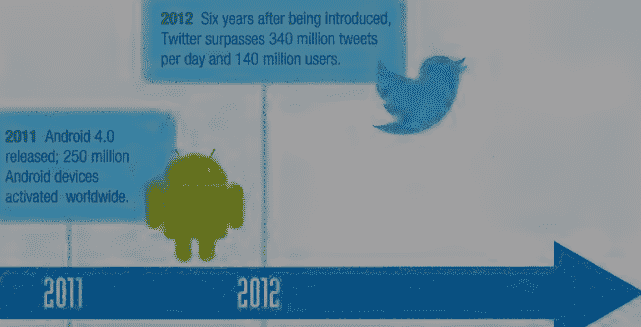 2012 Six years after being introduced,
Twitter surpasses 340 million tweets
per day and 140 million users.
2011 Android 4.0
released; 250 million
Android devices
activated worldwide.
2011
2012